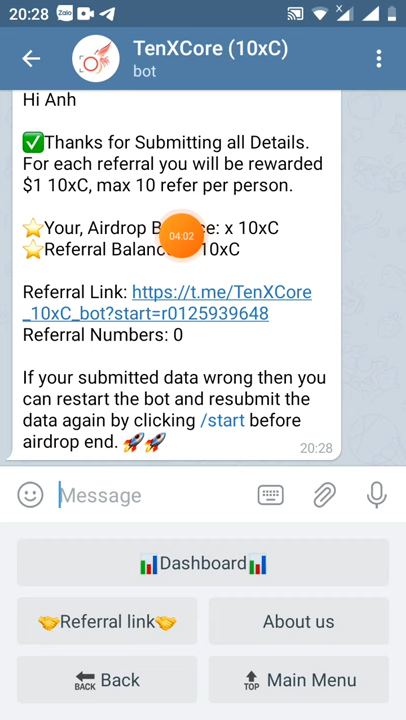 20:28 Zalo
TenXCore (10xC)
bot
Hi Anh
✅Thanks for Submitting all Details.
For each referral you will be rewarded
$1 10xC, max 10 refer per person.
⭐Your, Airdrop x 10xC
04:02
⭐Referral 10xC
Referral Link: https://t.me/TenXCore
_10xC_bot?start=r0125939648
Referral Numbers: 0
If your submitted data wrong then you
can restart the bot and resubmit the
data again by clicking /start before
airdrop end. 🚀🚀
20:28
Message
📊Dashboard📊
🤝Referral link🤝 About us
BACK Back TOP Main Menu